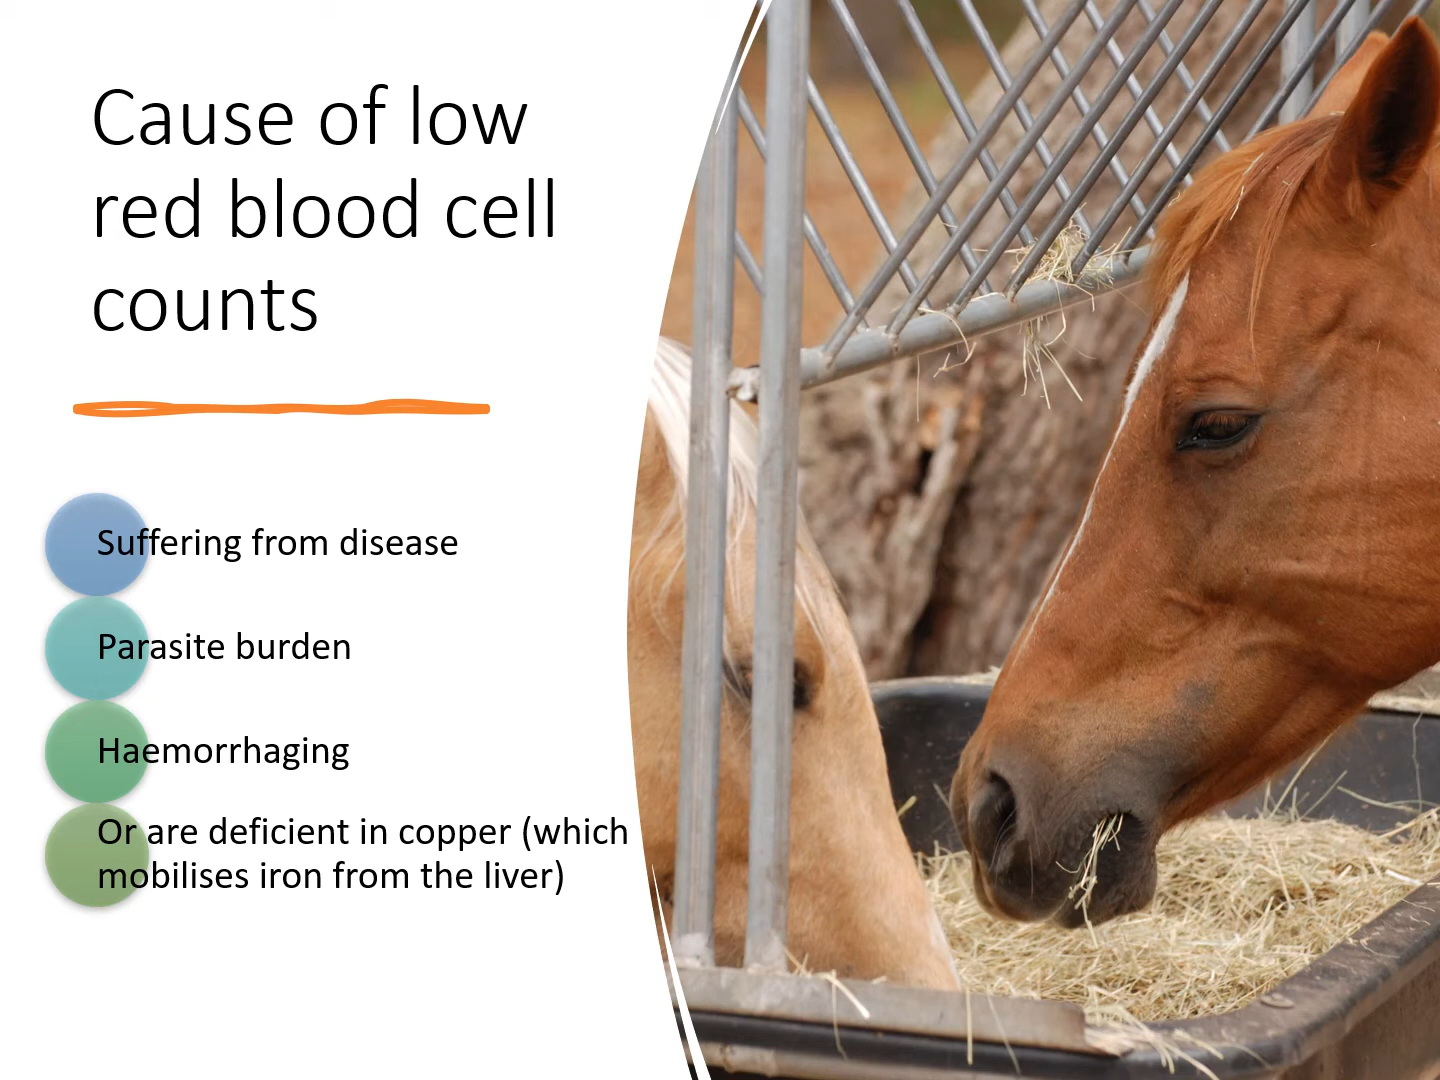 Cause of low
red blood cell
counts
Suffering from disease
Parasite burden
Haemorrhaging
Or are deficient in copper (which
mobilises iron from the liver)